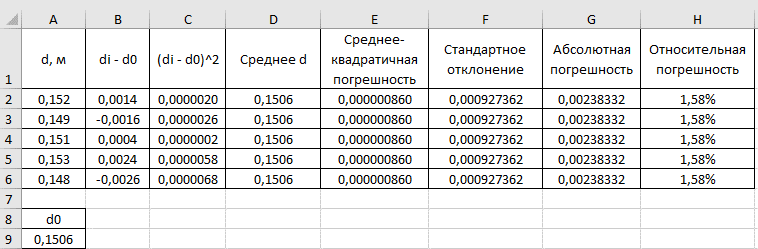 A B C D E F G H
1 d, м di - d0 (di - d0)^2 Среднее d Средне-квадратичная погрешность Стандартное отклонение Абсолютная погрешность Относительная погрешность
2 0,152 0,0014 0,0000020 0,1506 0,000000860 0,000927362 0,00238332 1,58%
3 0,149 -0,0016 0,0000026 0,1506 0,000000860 0,000927362 0,00238332 1,58%
4 0,151 0,0004 0,0000002 0,1506 0,000000860 0,000927362 0,00238332 1,58%
5 0,153 0,0024 0,0000058 0,1506 0,000000860 0,000927362 0,00238332 1,58%
6 0,148 -0,0026 0,0000068 0,1506 0,000000860 0,000927362 0,00238332 1,58%
7
8 d0
9 0,1506